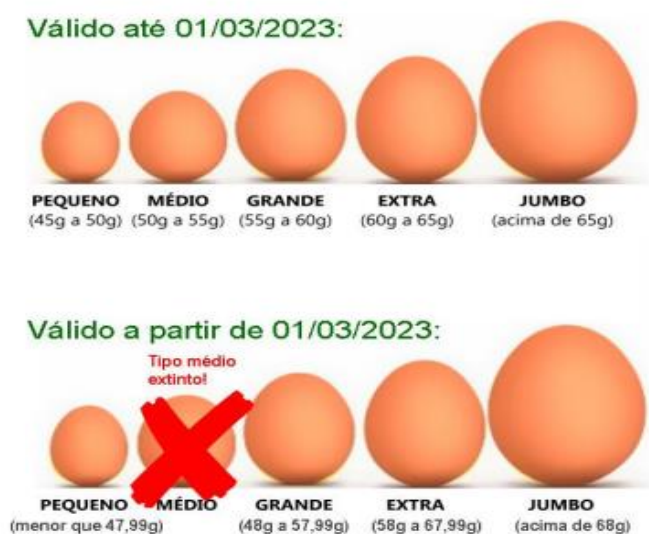 Válido até 01/03/2023:
PEQUENO MÉDIO GRANDE EXTRA JUMBO
(45g a 50g) (50g a 55g) (55g a 60g) (60g a 65g) (acima de 65g)
Válido a partir de 01/03/2023:
Tipo médio
extinto!
PEQUENO MÉDIO GRANDE EXTRA JUMBO
(menor que 47,99g) (48g a 57,99g) (58g a 67,99g) (acima de 68g)